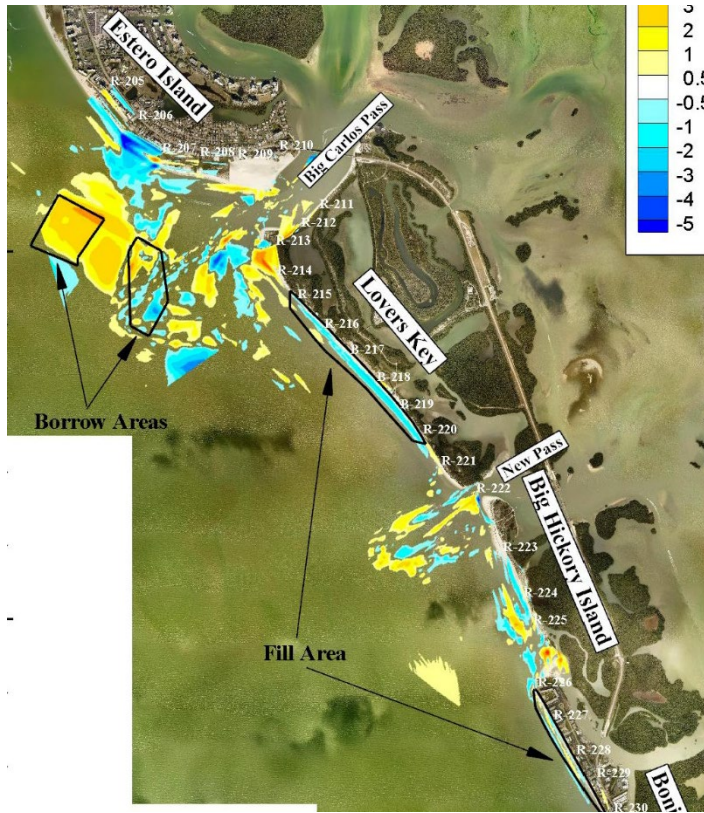 3
2
1
0.5
-0.5
-1
-2
-3
-4
-5
Estero Island
R-205
R-206
R-207
R-208
R-209
R-210
Big Carlos Pass
R-211
R-212
R-213
R-214
R-215
R-216
B-217
B-218
B-219
R-220
R-221
Lovers Key
Borrow Areas
New Pass
R-222
R-223
R-224
R-225
Big Hickory Island
Fill Area
R-226
R-227
R-228
R-229
R-230
Boni